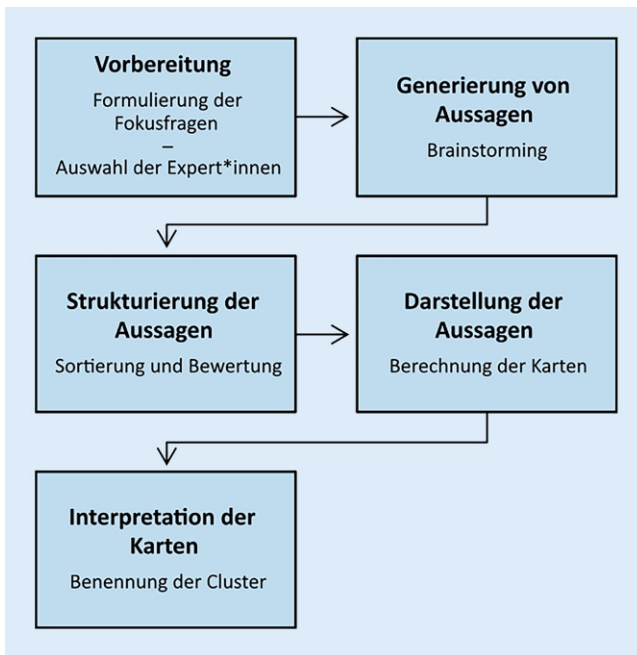 Vorbereitung
Formulierung der
Fokusfragen
–
Auswahl der Expert*innen
Generierung von
Aussagen
Brainstorming
Strukturierung der
Aussagen
Sortierung und Bewertung
Darstellung der
Aussagen
Berechnung der Karten
Interpretation der
Karten
Benennung der Cluster